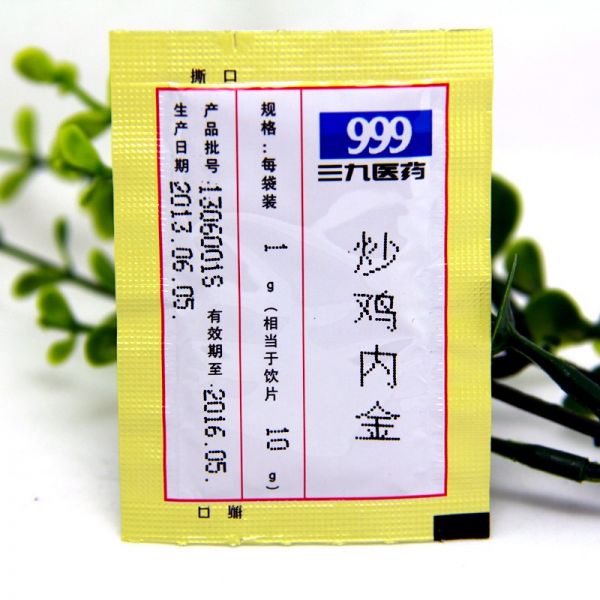 撕口
999
三九医药
炒鸡内金
规格:每袋装 1 g(相当于饮片 10 g)
产品批号:1306001S 有效期至:2016.05.
生产日期 2013.06.05.
撕口